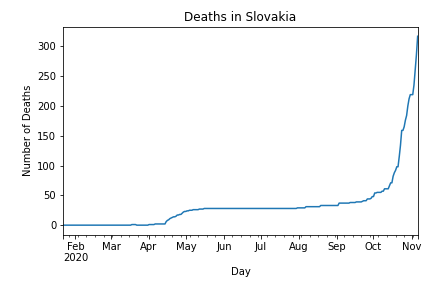 Deaths in Slovakia
Number of Deaths
300
250
200
150
100
50
0
Feb Mar Apr May Jun Jul Aug Sep Oct Nov
2020
Day